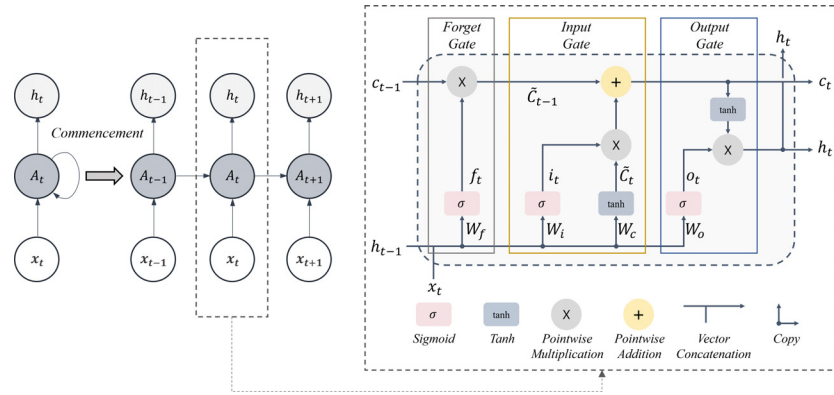 h_t
h_{t-1}
h_t
h_{t+1}
Commencement
A_t
A_{t-1}
A_t
A_{t+1}
x_t
x_{t-1}
x_t
x_{t+1}
Forget
Gate
Input
Gate
Output
Gate
h_t
c_{t-1}
X
C̃_{t-1}
+
c_t
tanh
X
X
h_t
f_t
i_t
C̃_t
o_t
σ
σ
tanh
σ
W_f
W_i
W_c
W_o
h_{t-1}
x_t
σ
tanh
X
+
Sigmoid
Tanh
Pointwise
Multiplication
Pointwise
Addition
Vector
Concatenation
Copy